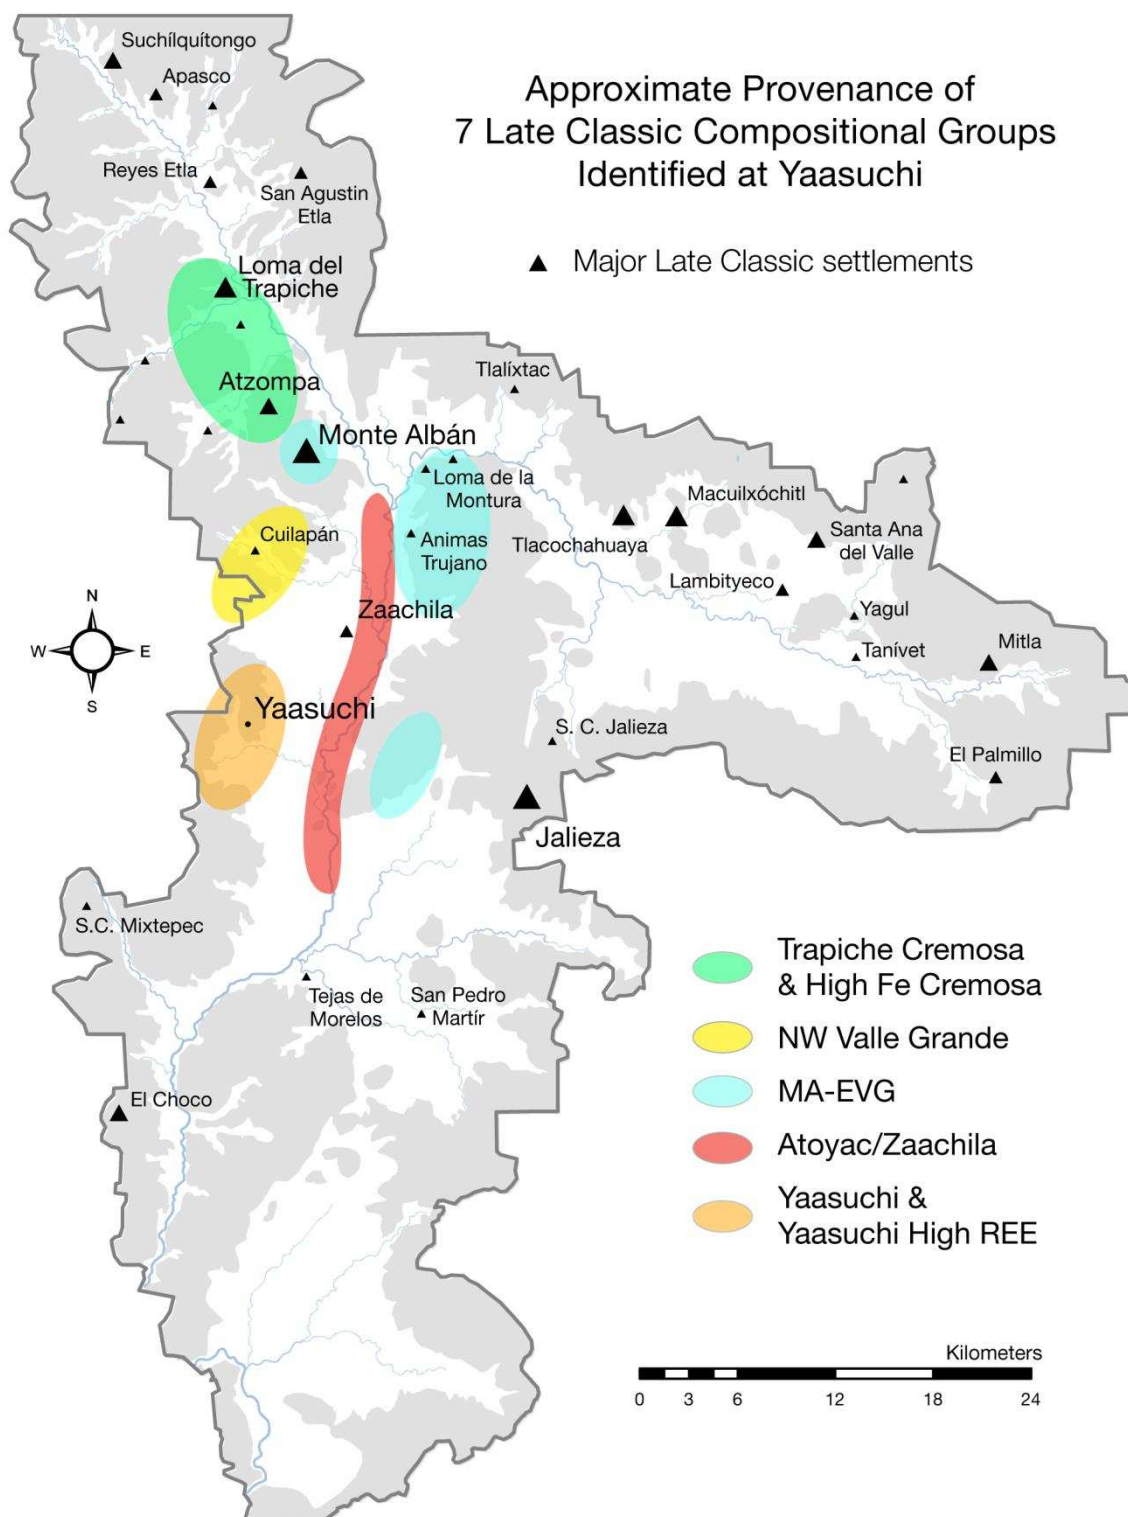 Approximate Provenance of
7 Late Classic Compositional Groups
Identified at Yaasuchi
▲ Major Late Classic settlements
Suchílquítongo
Apasco
Reyes Etla
San Agustin
Etla
Loma del
Trapiche
Atzompa
Monte Albán
Tlalíxtac
Loma de la
Montura
Macuilxóchitl
Tlacochahuaya
Santa Ana
del Valle
Cuilapán
Animas
Trujano
Lambityeco
Yagul
Zaachila
Tanívet
Mitla
N
W
E
S
Yaasuchi
S. C. Jalieza
El Palmillo
Jalieza
S.C. Mixtepec
Tejas de
Morelos
San Pedro
Martír
El Choco
Trapiche Cremosa
& High Fe Cremosa
NW Valle Grande
MA-EVG
Atoyac/Zaachila
Yaasuchi &
Yaasuchi High REE
Kilometers
0 3 6 12 18 24